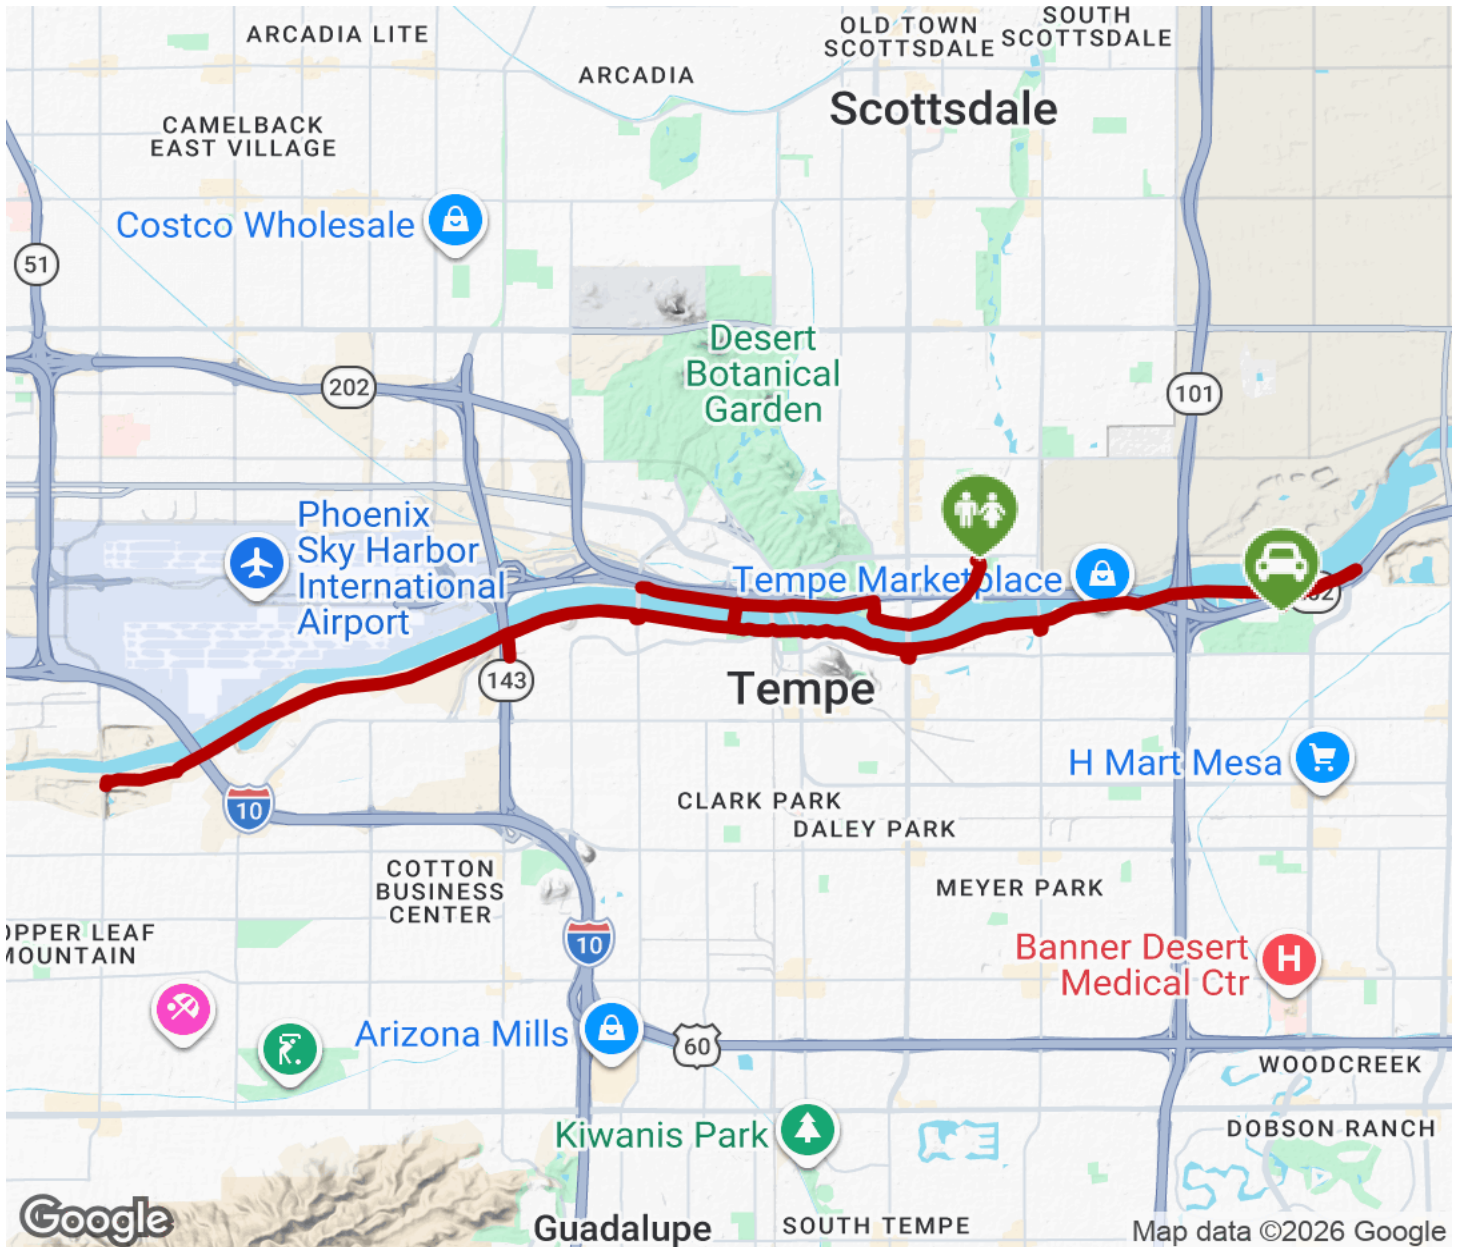 ARCADIA LITE
OLD TOWN
SCOTTSDALE
SOUTH
SCOTTSDALE
ARCADIA
Scottsdale
CAMELBACK
EAST VILLAGE
Costco Wholesale
51
Desert
Botanical
Garden
202
101
Phoenix
Sky Harbor
International
Airport
Tempe Marketplace
143
Tempe
H Mart Mesa
10
CLARK PARK
DALEY PARK
COTTON
BUSINESS
CENTER
MEYER PARK
OPPER LEAF
MOUNTAIN
10
Banner Desert
Medical Ctr
H
Arizona Mills
60
WOODCREEK
Kiwanis Park
DOBSON RANCH
Google
Guadalupe
SOUTH TEMPE
Map data ©2026 Google